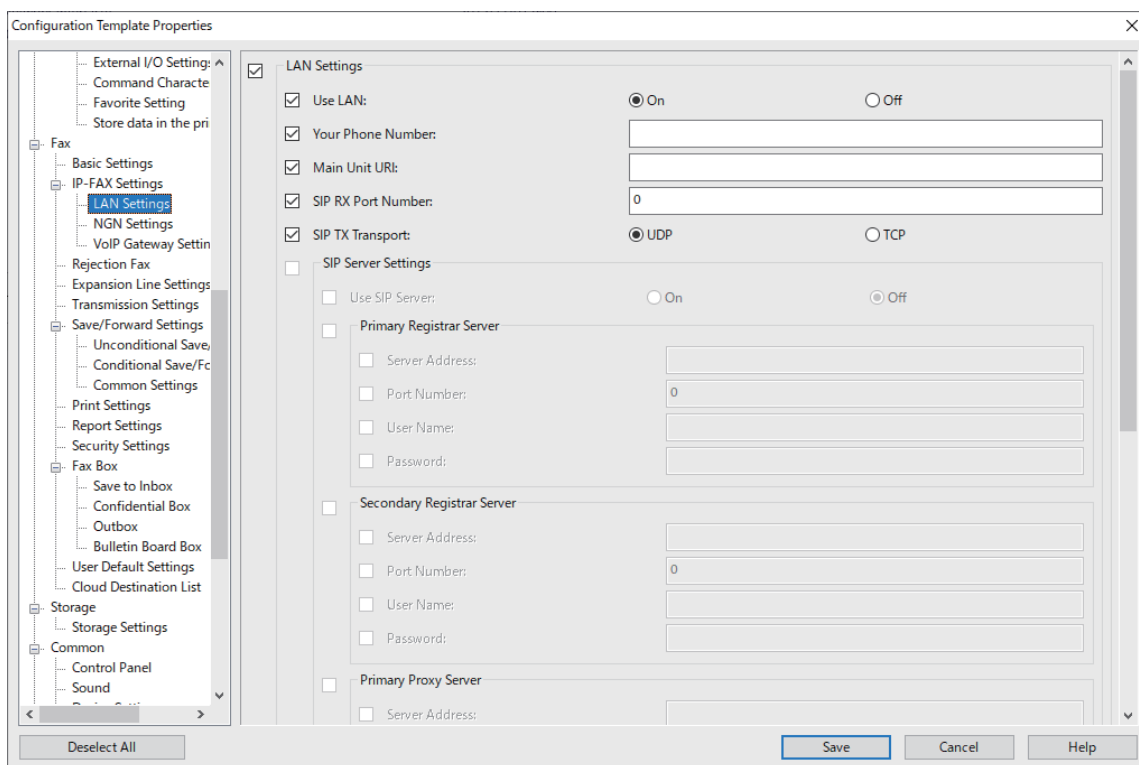 Configuration Template Properties
External I/O Setting
Command Characte
Favorite Setting
Store data in the pri
Fax
Basic Settings
IP-FAX Settings
LAN Settings
NGN Settings
VoIP Gateway Settin
Rejection Fax
Expansion Line Settings
Transmission Settings
Save/Forward Settings
Unconditional Save/
Conditional Save/Fc
Common Settings
Print Settings
Report Settings
Security Settings
Fax Box
Save to Inbox
Confidential Box
Outbox
Bulletin Board Box
User Default Settings
Cloud Destination List
Storage
Storage Settings
Common
Control Panel
Sound
LAN Settings
Use LAN: On Off
Your Phone Number:
Main Unit URI:
SIP RX Port Number: 0
SIP TX Transport: UDP TCP
SIP Server Settings
Use SIP Server: On Off
Primary Registrar Server
Server Address:
Port Number: 0
User Name:
Password:
Secondary Registrar Server
Server Address:
Port Number: 0
User Name:
Password:
Primary Proxy Server
Server Address:
Deselect All Save Cancel Help